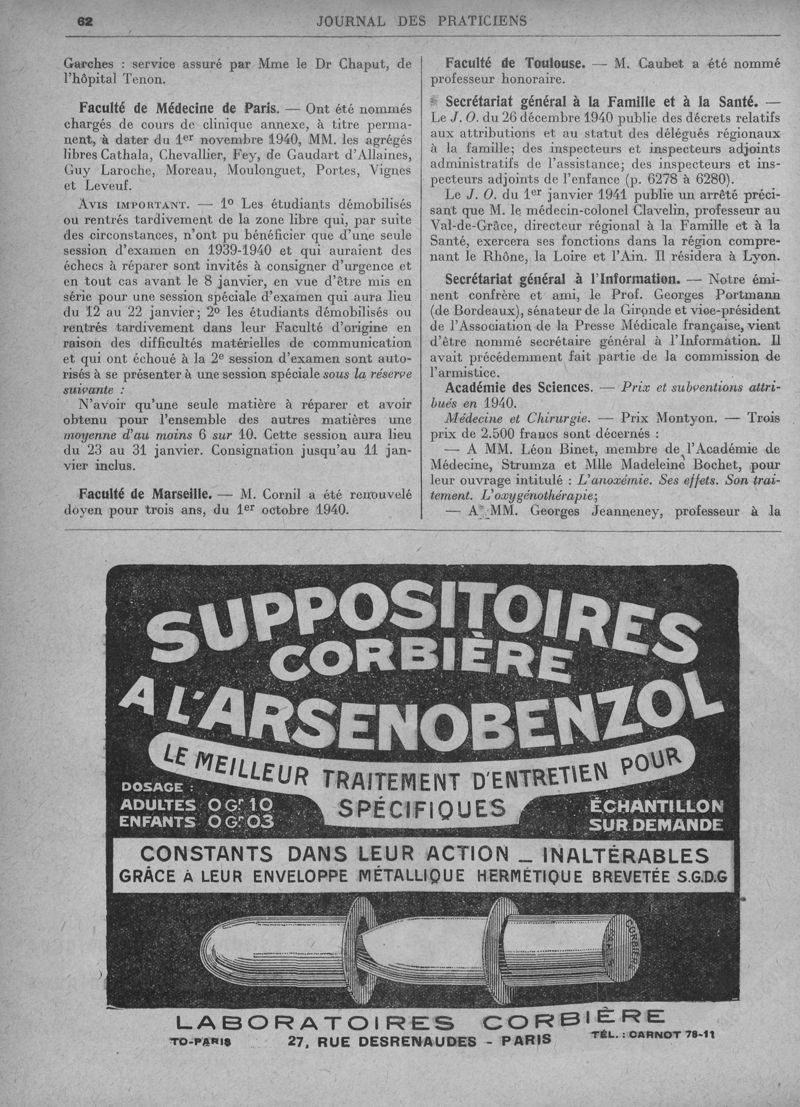 62
JOURNAL DES PRATICIENS
Garches : service assuré par Mme le Dr Chaput, de
l'hôpital Tenon.
Faculté de Médecine de Paris. — Ont été nommés
chargés de cours de clinique annexe, à titre perma-
nent, à dater du 1er novembre 1940, MM. les agrégés
libres Cathala, Chevallier, Fey, de Gaudart d'Allaines,
Guy Laroche, Moreau, Moulonguet, Portes, Vignes
et Leveuf.
AVIS IMPORTANT. — 1º Les étudiants démobilisés
ou rentrés tardivement de la zone libre qui, par suite
des circonstances, n'ont pu bénéficier que d'une seule
session d'examen en 1939-1940 et qui auraient des
échecs à réparer sont invités à consigner d'urgence et
en tout cas avant le 8 janvier, en vue d'être mis en
série pour une session spéciale d'examen qui aura lieu
du 12 au 22 janvier; 2º les étudiants démobilisés ou
rentrés tardivement dans leur Faculté d'origine en
raison des difficultés matérielles de communication
et qui ont échoué à la 2e session d'examen sont auto-
risés à se présenter à une session spéciale sous la réserve
suivante :
N'avoir qu'une seule matière à réparer et avoir
obtenu pour l'ensemble des autres matières une
moyenne d'au moins 6 sur 10. Cette session aura lieu
du 23 au 31 janvier. Consignation jusqu'au 11 jan-
vier inclus.
Faculté de Marseille. — M. Cornil a été renouvelé
doyen pour trois ans, du 1er octobre 1940.
Faculté de Toulouse. — M. Caubet a été nommé
professeur honoraire.
Secrétariat général à la Famille et à la Santé. —
Le J. O. du 26 décembre 1940 publie des décrets relatifs
aux attributions et au statut des délégués régionaux
à la famille; des inspecteurs et inspecteurs adjoints
administratifs de l'assistance; des inspecteurs et ins-
pecteurs adjoints de l'enfance (p. 6278 à 6280).
Le J. O. du 1er janvier 1941 publie un arrêté préci-
sant que M. le médecin-colonel Clavelin, professeur au
Val-de-Grâce, directeur régional à la Famille et à la
Santé, exercera ses fonctions dans la région compre-
nant le Rhône, la Loire et l'Ain. Il résidera à Lyon.
Secrétariat général à l'Information. — Notre émi-
nent confrère et ami, le Prof. Georges Portmann
(de Bordeaux), sénateur de la Gironde et vice-président
de l'Association de la Presse Médicale française, vient
d'être nommé secrétaire général à l'Information. Il
avait précédemment fait partie de la commission de
l'armistice.
Académie des Sciences. — Prix et subventions attri-
bués en 1940.
Médecine et Chirurgie. — Prix Montyon. — Trois
prix de 2.500 francs sont décernés :
— A MM. Léon Binet, membre de l'Académie de
Médecine, Strumza et Mlle Madeleine Bochet, pour
leur ouvrage intitulé : L'anoxémie. Ses effets. Son trai-
tement. L'oxygénothérapie;
— A MM. Georges Jeanneney, professeur à la
SUPPOSITOIRES
CORBIÈRE
A L'ARSENOBENZOL
LE MEILLEUR TRAITEMENT D'ENTRETIEN POUR
SPÉCIFIQUES
DOSAGE :
ADULTES 0 Gr. 10
ENFANTS 0 Gr. 03
ÉCHANTILLON
SUR DEMANDE
CONSTANTS DANS LEUR ACTION _ INALTÉRABLES
GRÂCE A LEUR ENVELOPPE MÉTALLIQUE HERMÉTIQUE BREVETÉE S.G.D.G
CORBIÈRE
PARIS
LABORATOIRES CORBIÈRE
TO-PARIS
27, RUE DESRENAUDES - PARIS
TÉL. : CARNOT 78-11